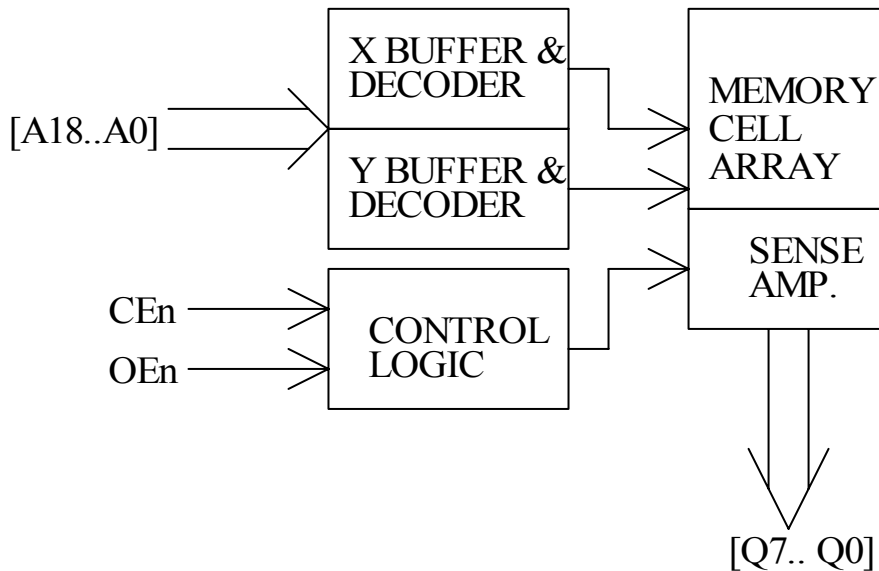 X BUFFER &
DECODER
[A18..A0]
Y BUFFER &
DECODER
MEMORY
CELL
ARRAY
SENSE
AMP.
CEn
OEn
CONTROL
LOGIC
[Q7.. Q0]